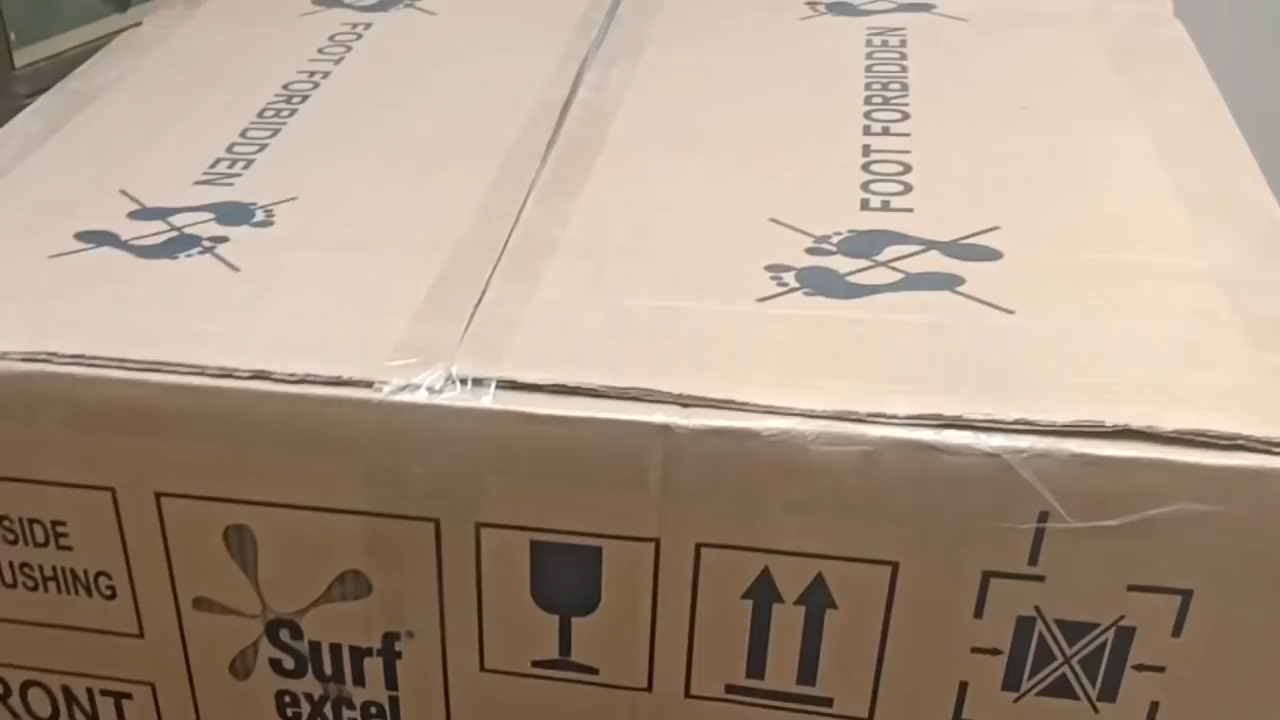 FOOT FORBIDDEN
FOOT FORBIDDEN
SIDE
USHING
RONT
Surf
excel